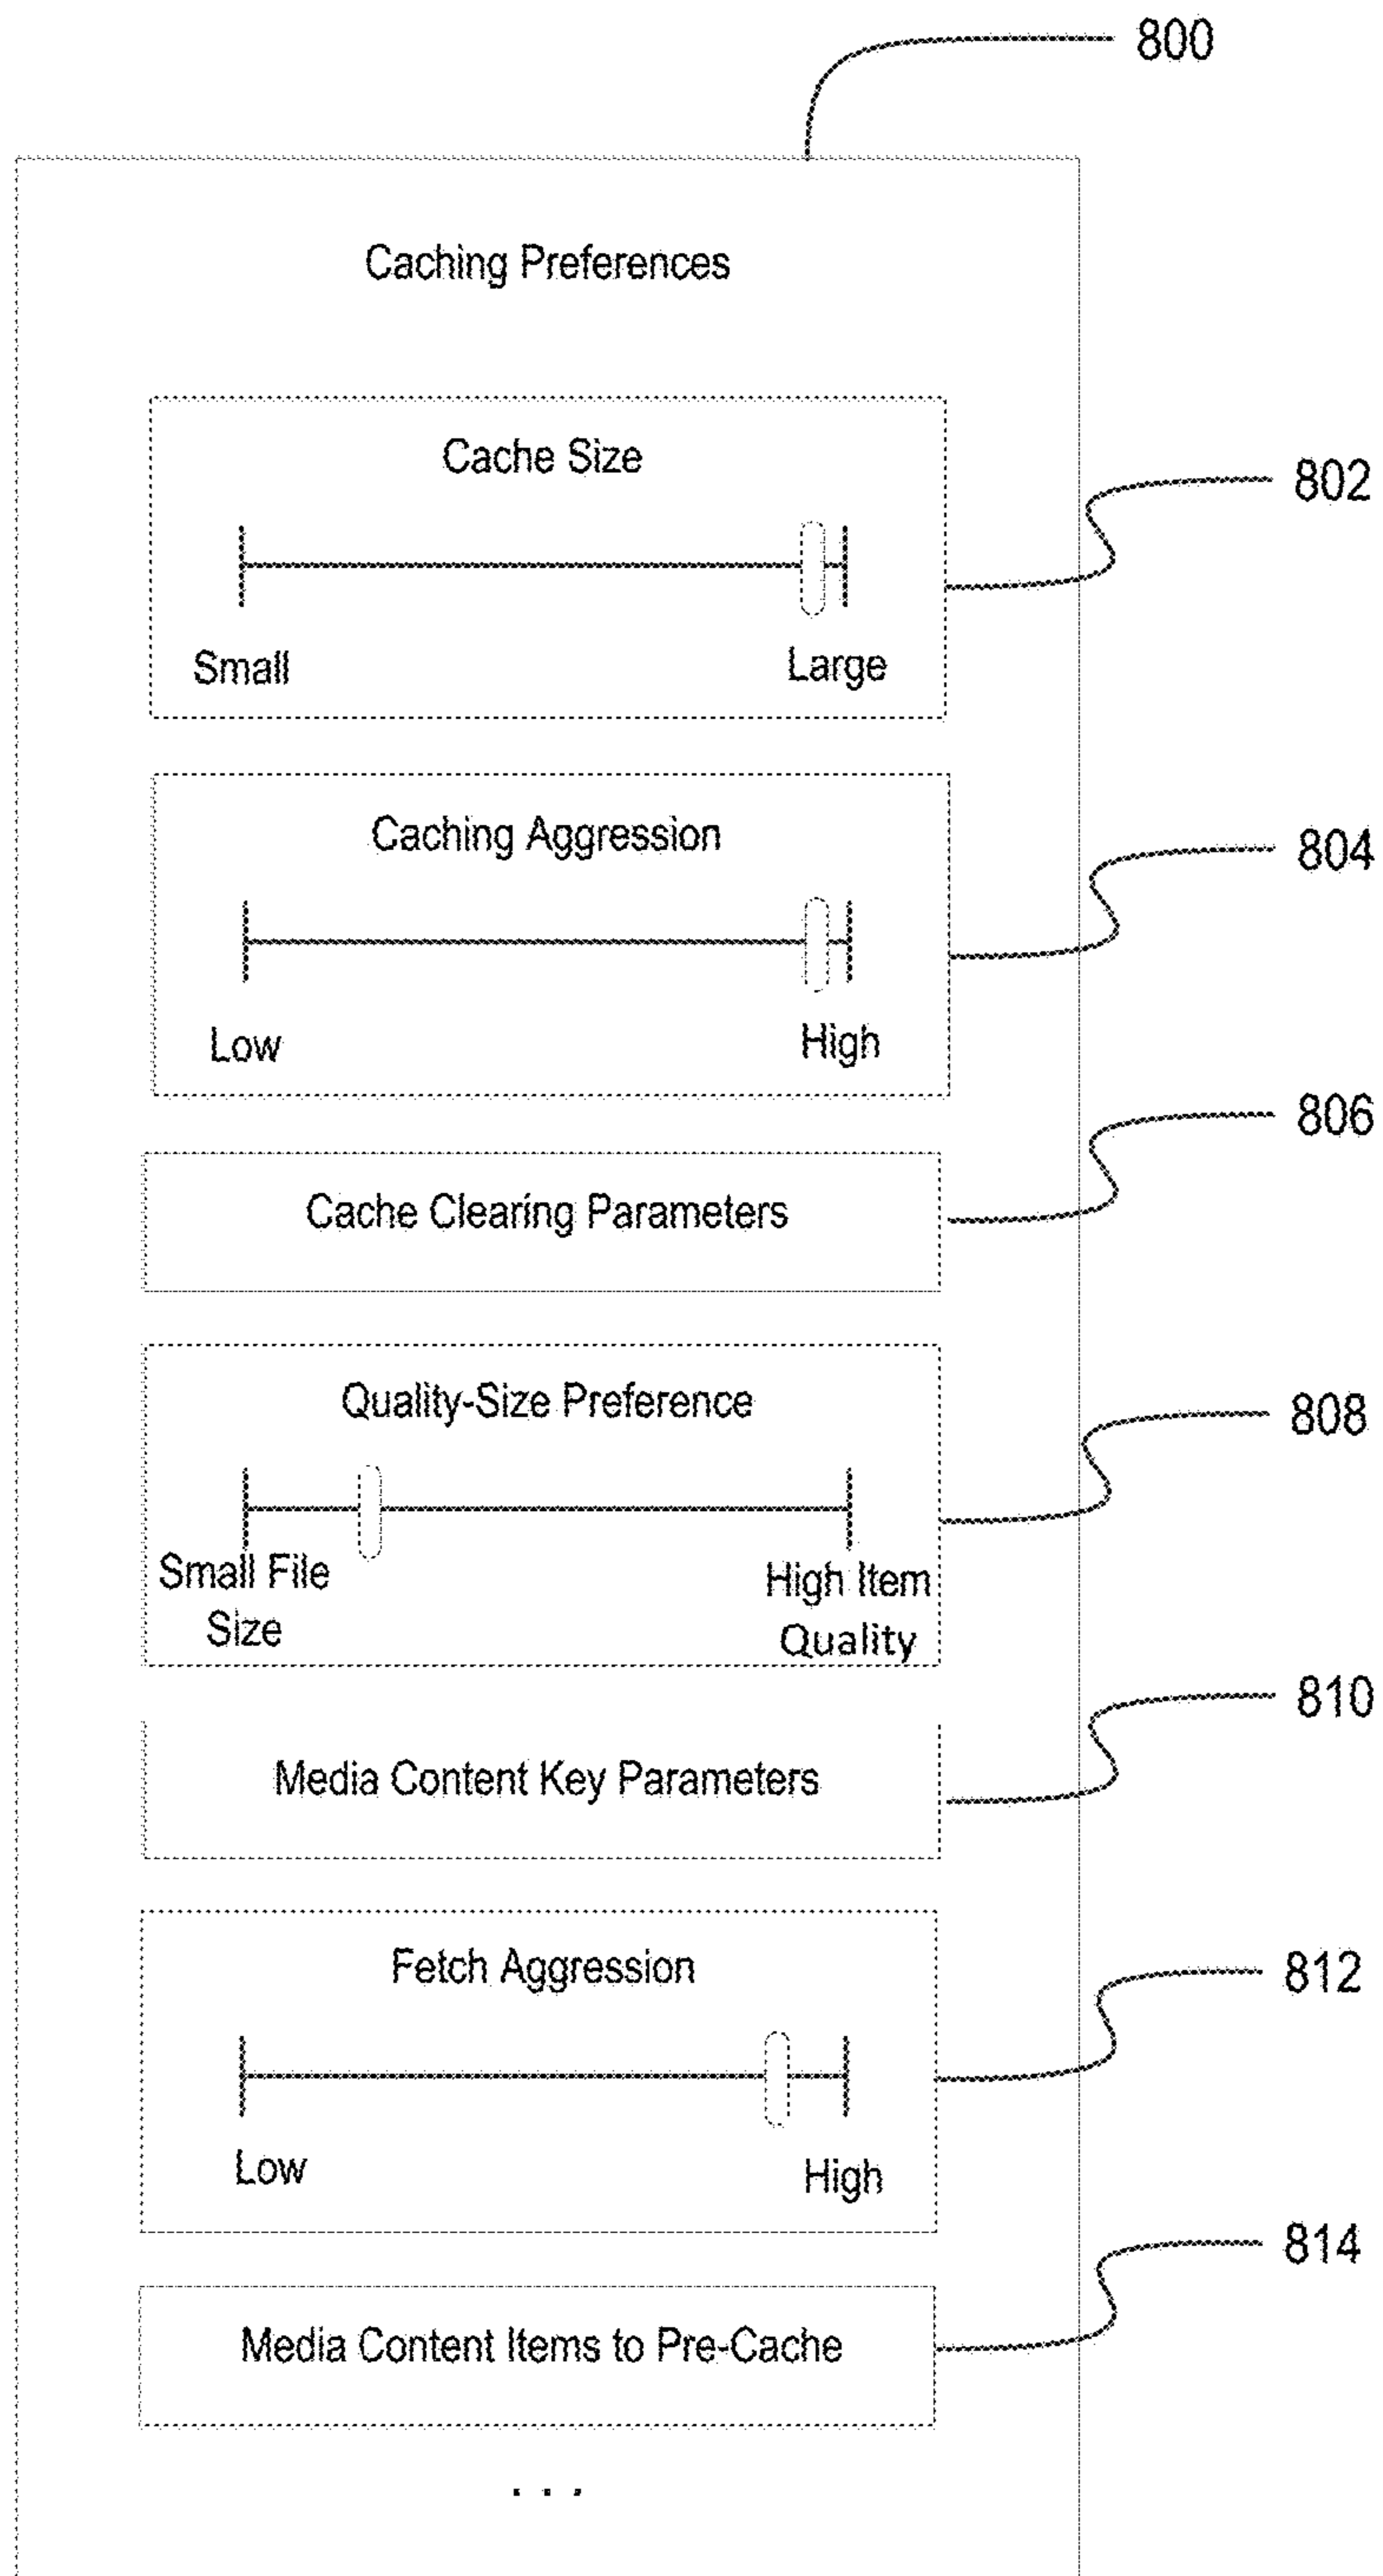 800
Caching Preferences
Cache Size
802
Small
Large
Caching Aggression
804
Low
High
806
Cache Clearing Parameters
Quality-Size Preference
808
Small File
Size
High Item
Quality
810
Media Content Key Parameters
Fetch Aggression
812
Low
High
814
Media Content Items to Pre-Cache
...